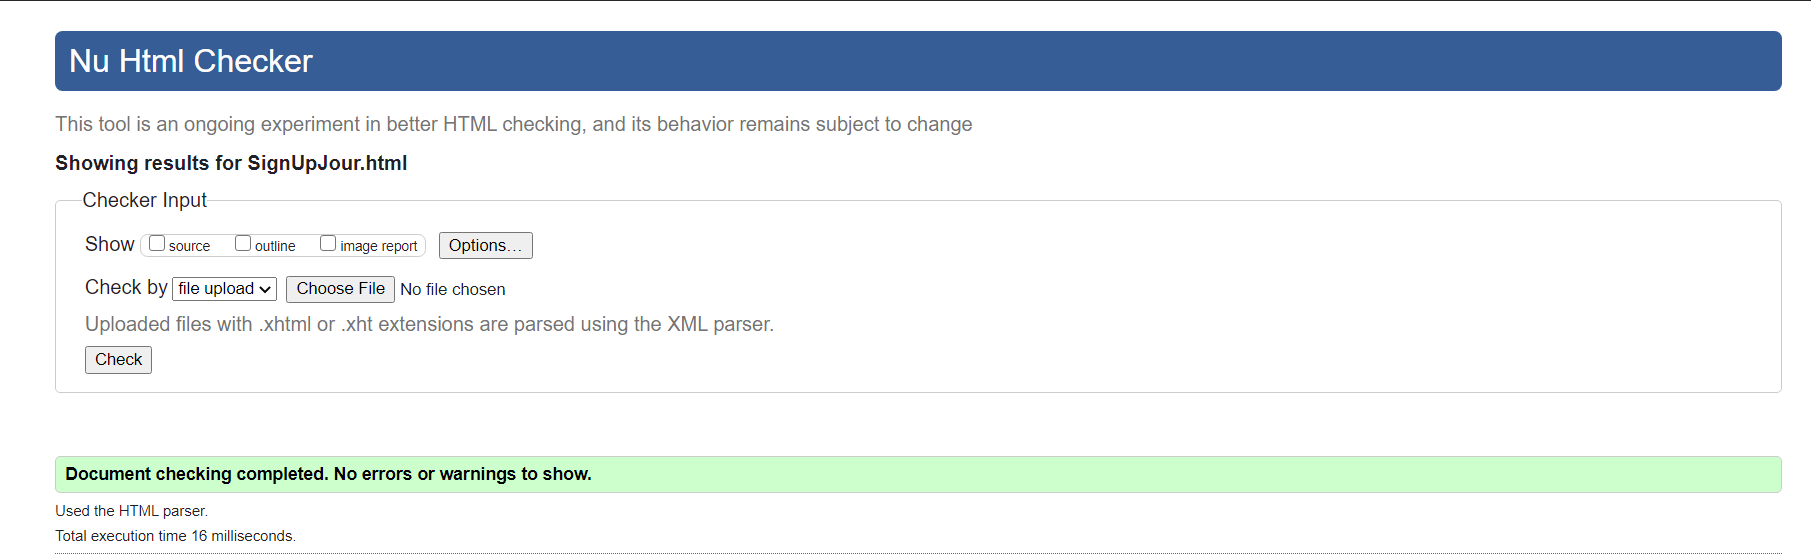 Nu Html Checker
This tool is an ongoing experiment in better HTML checking, and its behavior remains subject to change
Showing results for SignUpJour.html
Checker Input
Show source outline image report Options...
Check by file upload Choose File No file chosen
Uploaded files with .xhtml or .xht extensions are parsed using the XML parser.
Check
Document checking completed. No errors or warnings to show.
Used the HTML parser.
Total execution time 16 milliseconds.